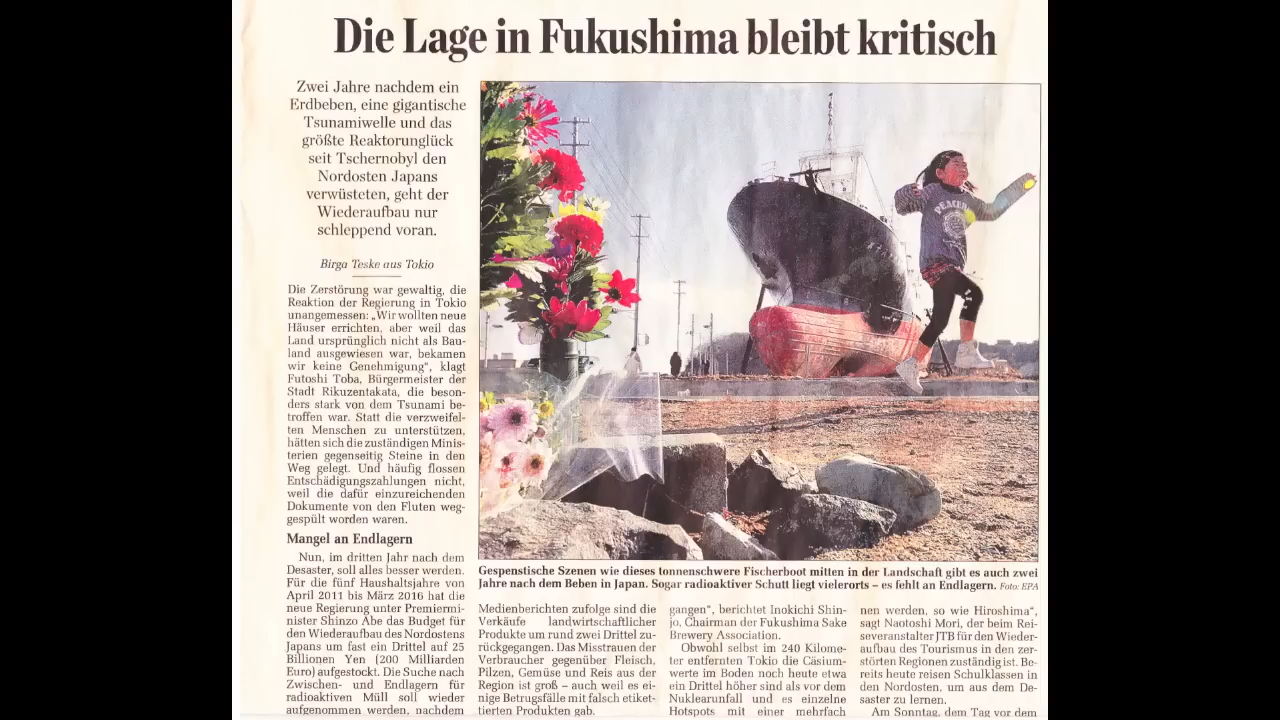 Die Lage in Fukushima bleibt kritisch
Zwei Jahre nachdem ein
Erdbeben, eine gigantische
Tsunamiwelle und das
größte Reaktorunglück
seit Tschernobyl den
Nordosten Japans
verwüsteten, geht der
Wiederaufbau nur
schleppend voran.
Birga Teske aus Tokio
Die Zerstörung war gewaltig, die
Reaktion der Regierung in Tokio
unangemessen: „Wir wollten neue
Häuser errichten, aber weil das
Land ursprünglich nicht als Bau-
land ausgewiesen war, bekamen
wir keine Genehmigung“, klagt
Futoshi Toba, Bürgermeister der
Stadt Rikuzentakata, die beson-
ders stark von dem Tsunami be-
troffen war. Statt die verzweifel-
ten Menschen zu unterstützen,
hätten sich die zuständigen Minis-
terien gegenseitig Steine in den
Weg gelegt. Und häufig flossen
Entschädigungszahlungen nicht,
weil die dafür einzureichenden
Dokumente von den Fluten weg-
gespült worden waren.
Mangel an Endlagern
Nun, im dritten Jahr nach dem
Desaster, soll alles besser werden.
Für die fünf Haushaltsjahre von
April 2011 bis März 2016 hat die
neue Regierung unter Premiermi-
nister Shinzo Abe das Budget für
den Wiederaufbau des Nordostens
Japans um fast ein Drittel auf 25
Billionen Yen (200 Milliarden
Euro) aufgestockt. Die Suche nach
Zwischen- und Endlagern für
radioaktiven Müll soll wieder
aufgenommen werden, nachdem
PEACE
Gespenstische Szenen wie dieses tonnenschwere Fischerboot mitten in der Landschaft gibt es auch zwei
Jahre nach dem Beben in Japan. Sogar radioaktiver Schutt liegt vielerorts – es fehlt an Endlagern. Foto: EPA
Medienberichten zufolge sind die
Verkäufe landwirtschaftlicher
Produkte um rund zwei Drittel zu-
rückgegangen. Das Misstrauen der
Verbraucher gegenüber Fleisch,
Pilzen, Gemüse und Reis aus der
Region ist groß – auch weil es ei-
nige Betrugsfälle mit falsch etiket-
tierten Produkten gab.
gangen“, berichtet Inokichi Shin-
jo, Chairman der Fukushima Sake
Brewery Association.
Obwohl selbst im 240 Kilome-
ter entfernten Tokio die Cäsium-
werte im Boden noch heute etwa
ein Drittel höher sind als vor dem
Nuklearunfall und es einzelne
Hotspots mit einer mehrfach
nen werden, so wie Hiroshima“,
sagt Naotoshi Mori, der beim Rei-
severanstalter JTB für den Wieder-
aufbau des Tourismus in den zer-
störten Regionen zuständig ist. Be-
reits heute reisen Schulklassen in
den Nordosten, um aus dem De-
saster zu lernen.
Am Sonntag, dem Tag vor dem